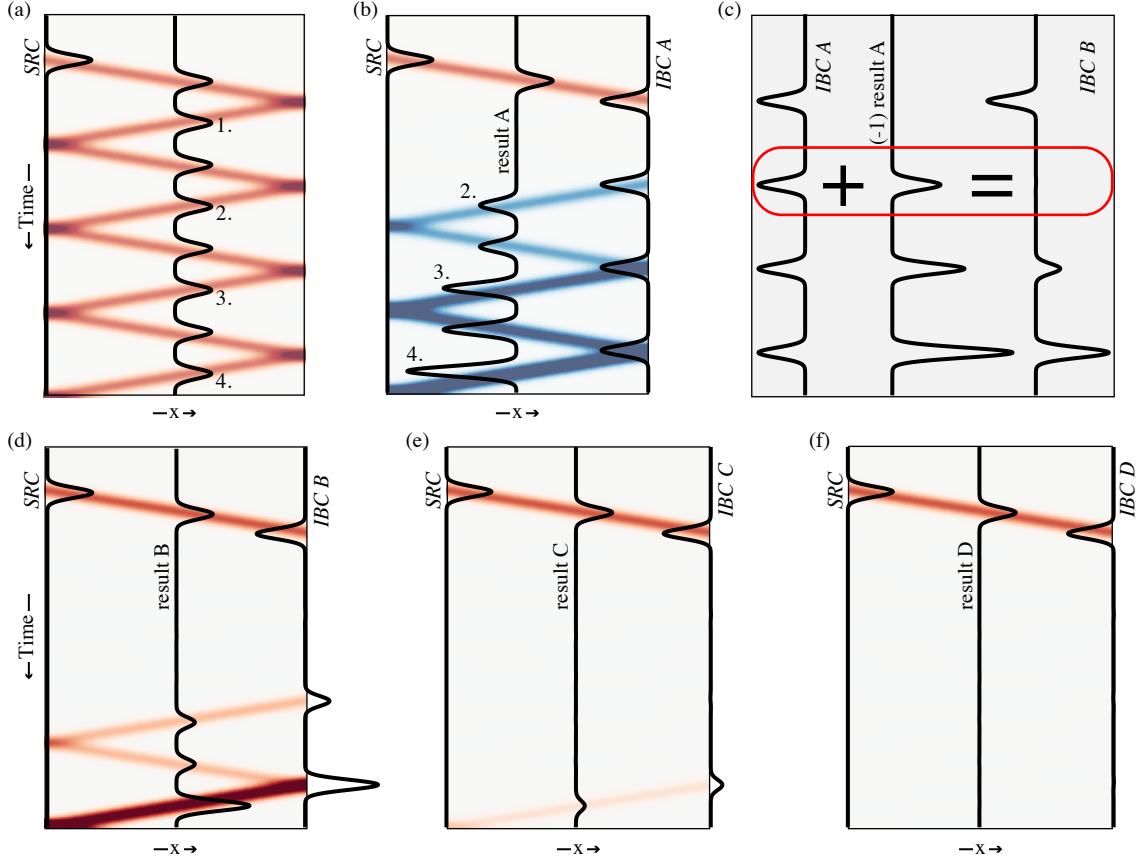 (a)
SRC
1.
2.
3.
4.
←Time—
—x→
(b)
SRC
IBC A
result A
2.
3.
4.
—x→
(c)
IBC A
(-1) result A
IBC B
+
=
(d)
SRC
IBC B
result B
←Time—
—x→
(e)
SRC
IBC C
result C
—x→
(f)
SRC
IBC D
result D
—x→